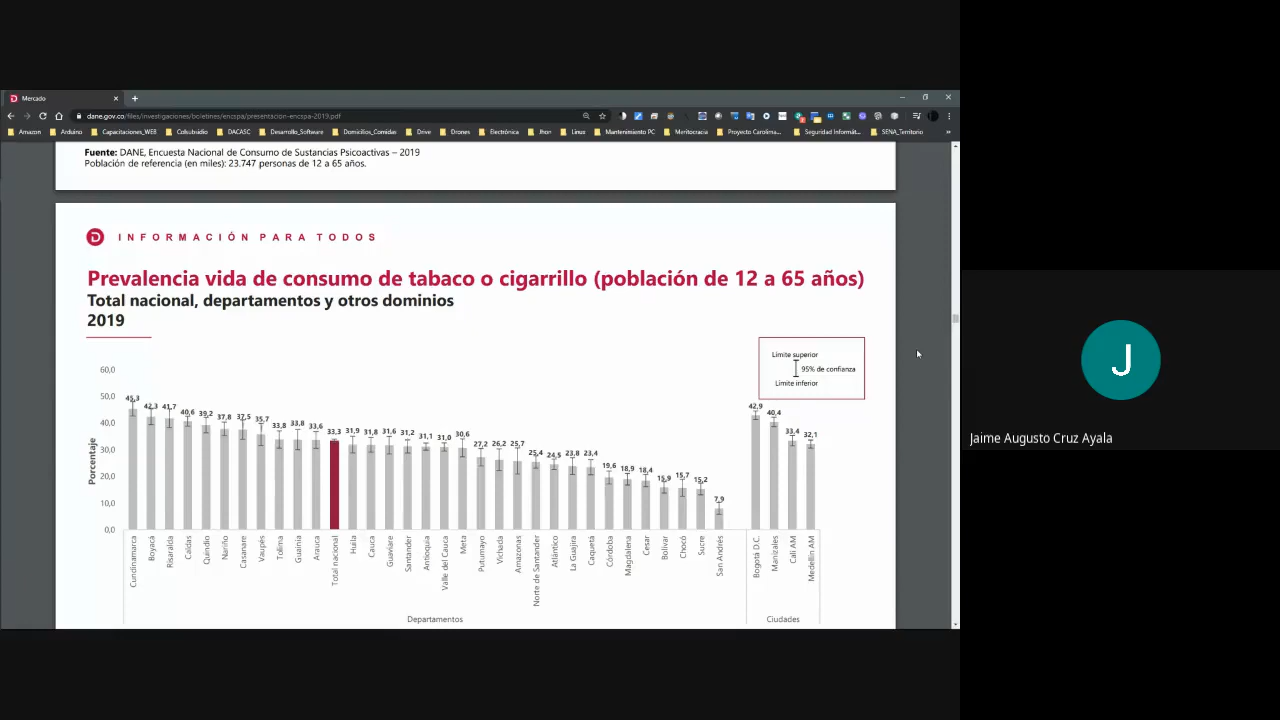 Mercado
dane.gov.co/files/investigaciones/boletines/encspa/presentacion-encspa-2019.pdf
Amazon Arduino Capacitaciones_WEB Colsubsidio DACASC Desarrollo_Software Domicilios_Comidas Drive Drones Electrónica Jhon Linux Mantenimiento PC Meritocracia Proyecto Carolina... Seguridad Informát... SENA_Territorio
Fuente: DANE, Encuesta Nacional de Consumo de Sustancias Psicoactivas – 2019
Población de referencia (en miles): 23.747 personas de 12 a 65 años.
INFORMACIÓN PARA TODOS
Prevalencia vida de consumo de tabaco o cigarrillo (población de 12 a 65 años)
Total nacional, departamentos y otros dominios
2019
Límite superior
95% de confianza
Límite inferior
Porcentaje
60,0
50,0
40,0
30,0
20,0
10,0
0,0
45,3 42,3 41,7 40,6 39,2 37,8 37,5 35,7 33,8 33,8 33,6 33,3 31,9 31,8 31,6 31,2 31,1 31,0 30,6 27,2 26,2 25,7 25,4 24,5 23,8 23,4 19,6 18,9 18,4 15,9 15,7 15,2 7,9 42,9 40,4 33,4 32,1
Cundinamarca
Boyacá
Risaralda
Caldas
Quindío
Nariño
Casanare
Vaupés
Tolima
Guainía
Arauca
Total nacional
Huila
Cauca
Guaviare
Santander
Antioquia
Valle del Cauca
Meta
Putumayo
Vichada
Amazonas
Norte de Santander
Atlántico
La Guajira
Caquetá
Córdoba
Magdalena
Cesar
Bolívar
Chocó
Sucre
San Andrés
Bogotá D.C.
Manizales
Cali AM
Medellín AM
Departamentos
Ciudades
J
Jaime Augusto Cruz Ayala